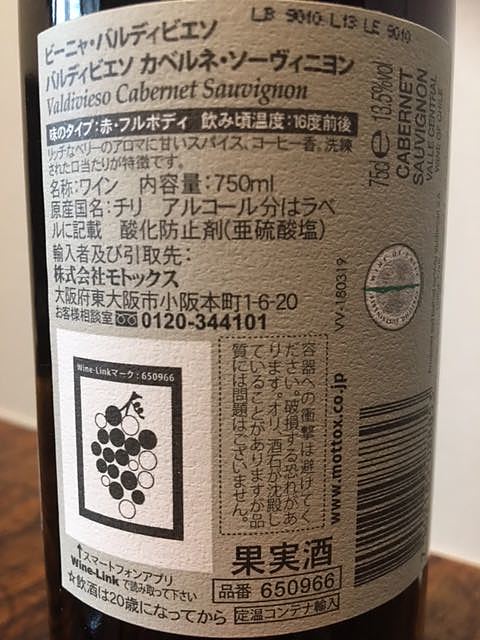 LB 9010 L13 LE 9010
ビーニャ・バルディビエソ
バルディビエソ カベルネ・ソーヴィニヨン
Valdivieso Cabernet Sauvignon
味のタイプ:赤・フルボディ 飲み頃温度:16度前後
リッチなベリーのアロマに甘いスパイス、コーヒー香。洗練
された口当たりが特徴です。
名称:ワイン 内容量:750ml
原産国名:チリ アルコール分はラベ
ルに記載 酸化防止剤(亜硫酸塩)
輸入者及び引取先:
株式会社モトックス
大阪府東大阪市小阪本町1-6-20
お客様相談室 0120-344101
75cl e 13.5%vol
CABERNET
SAUVIGNON
VALLE CENTRAL
WINE OF CHILE
VV-180319
Wine-Linkマーク:650966
容器への衝撃は避けてく
ださい。破損する恐れがあ
ります。オリ、酒石が沈殿し
ていることがありますが品
質には問題はございません。
www.mottox.co.jp
↑スマートフォンアプリ
Wine-Linkで読み取って下さい
☆飲酒は20歳になってから
果実酒
品番 650966
定温コンテナ輸入